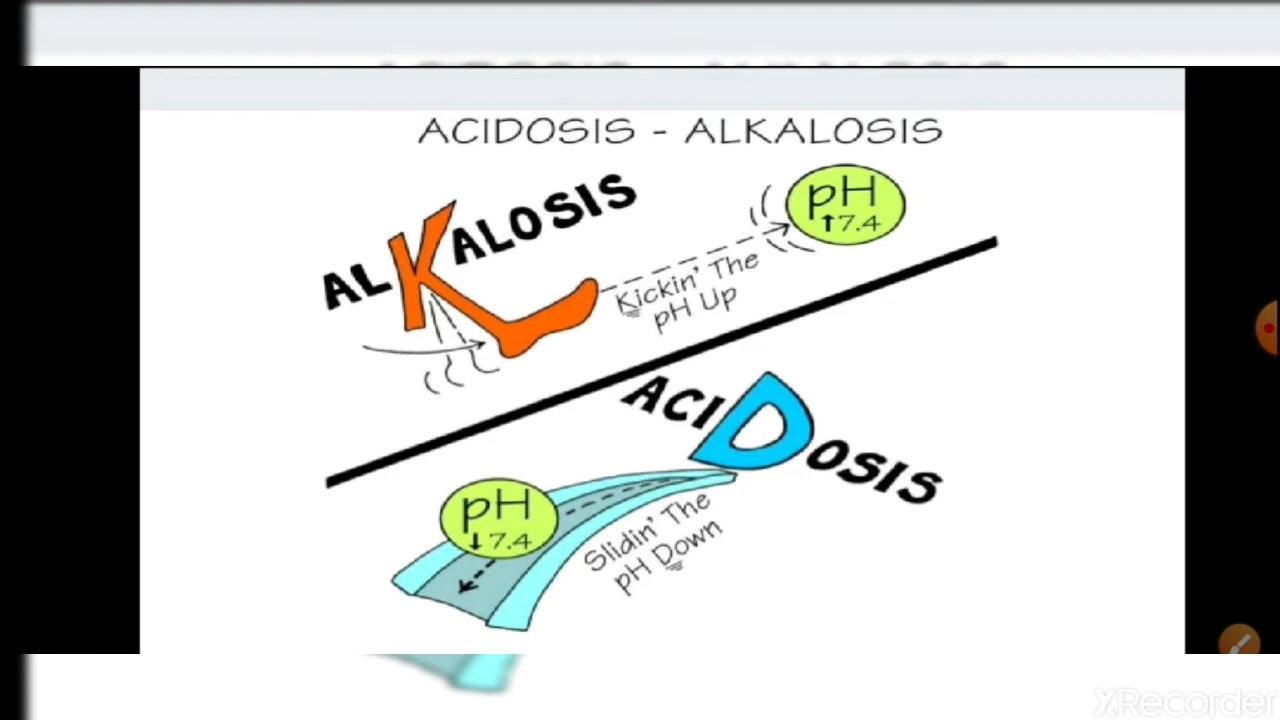 ACIDOSIS - ALKALOSIS
ALKALOSIS
pH
↑7.4
Kickin' The
pH Up
ACIDOSIS
pH
↓7.4
Slidin' The
pH Down
XRecorder